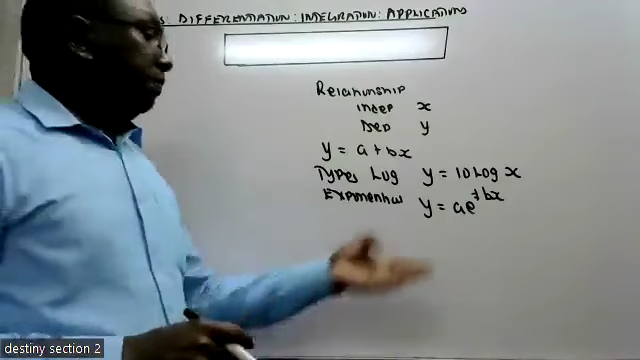 : DIFFERENTIATION : INTEGRATION : APPLICATIONS
Relationship
Indep x
Dep y
y = a + bx
Types Log y = 10 Log x
Exponential y = ae^±bx
destiny section 2